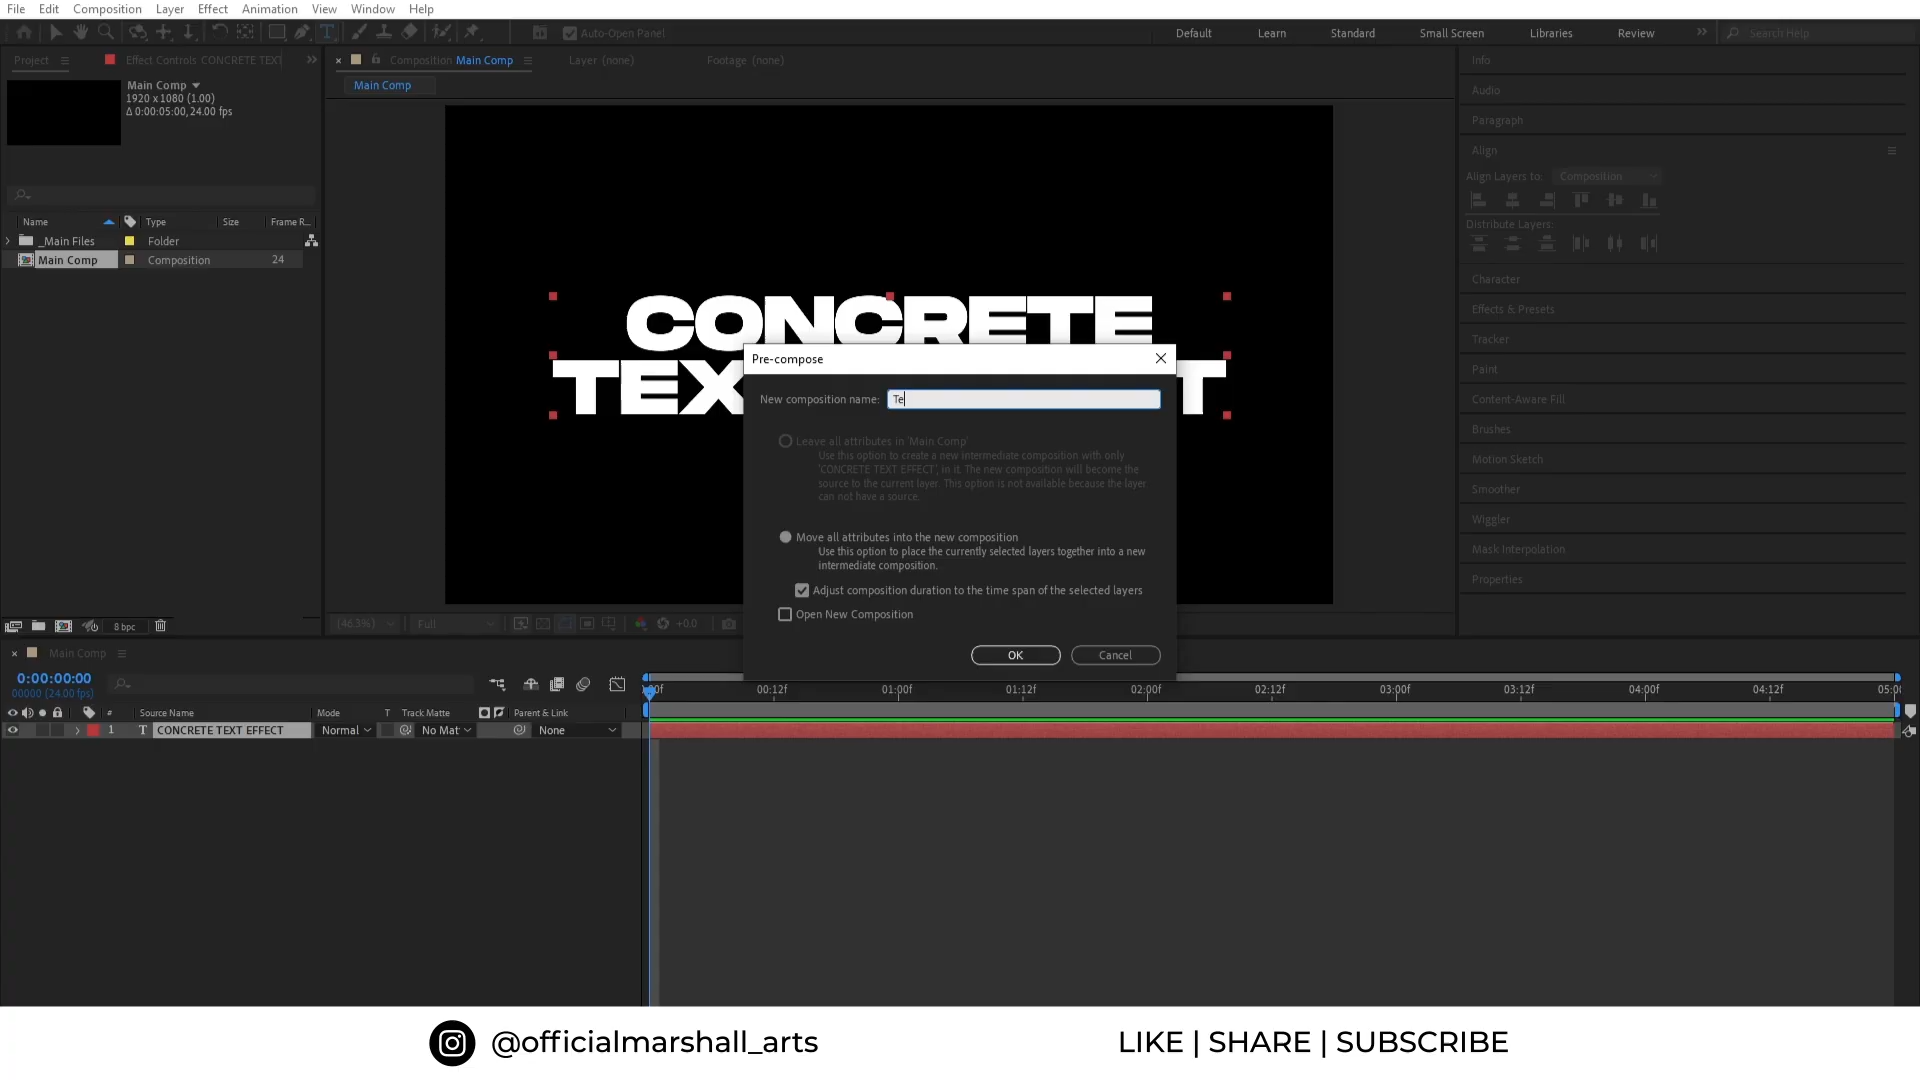 File Edit Composition Layer Effect Animation View Window Help
Auto-Open Panel
Default Learn Standard Small Screen Libraries Review
Search Help
Project Effect Controls CONCRETE TEXT
Composition Main Comp Layer (none) Footage (none)
Main Comp
Main Comp
1920 x 1080 (1.00)
Δ 0:00:05:00, 24.00 fps
Name Type Size Frame R...
_Main Files Folder
Main Comp Composition 24
8 bpc
CONCRETE
TEX T
Pre-compose
New composition name: Te
Leave all attributes in 'Main Comp'
Use this option to create a new intermediate composition with only
'CONCRETE TEXT EFFECT', in it. The new composition will become the
source to the current layer. This option is not available because the layer
can not have a source.
Move all attributes into the new composition
Use this option to place the currently selected layers together into a new
intermediate composition.
Adjust composition duration to the time span of the selected layers
Open New Composition
OK Cancel
(46.3%) Full +0.0
Info
Audio
Paragraph
Align
Align Layers to: Composition
Distribute Layers:
Character
Effects & Presets
Tracker
Paint
Content-Aware Fill
Brushes
Motion Sketch
Smoother
Wiggler
Mask Interpolation
Properties
Main Comp
0:00:00:00
00000 (24.00 fps)
:00f 00:12f 01:00f 01:12f 02:00f 02:12f 03:00f 03:12f 04:00f 04:12f 05:0
# Source Name Mode T Track Matte Parent & Link
1 T CONCRETE TEXT EFFECT Normal No Mat None
@officialmarshall_arts
LIKE | SHARE | SUBSCRIBE